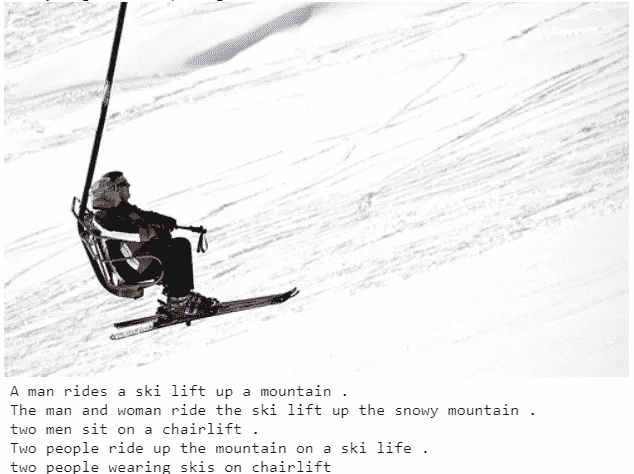 A man rides a ski lift up a mountain .
The man and woman ride the ski lift up the snowy mountain .
two men sit on a chairlift .
Two people ride up the mountain on a ski life .
two people wearing skis on chairlift